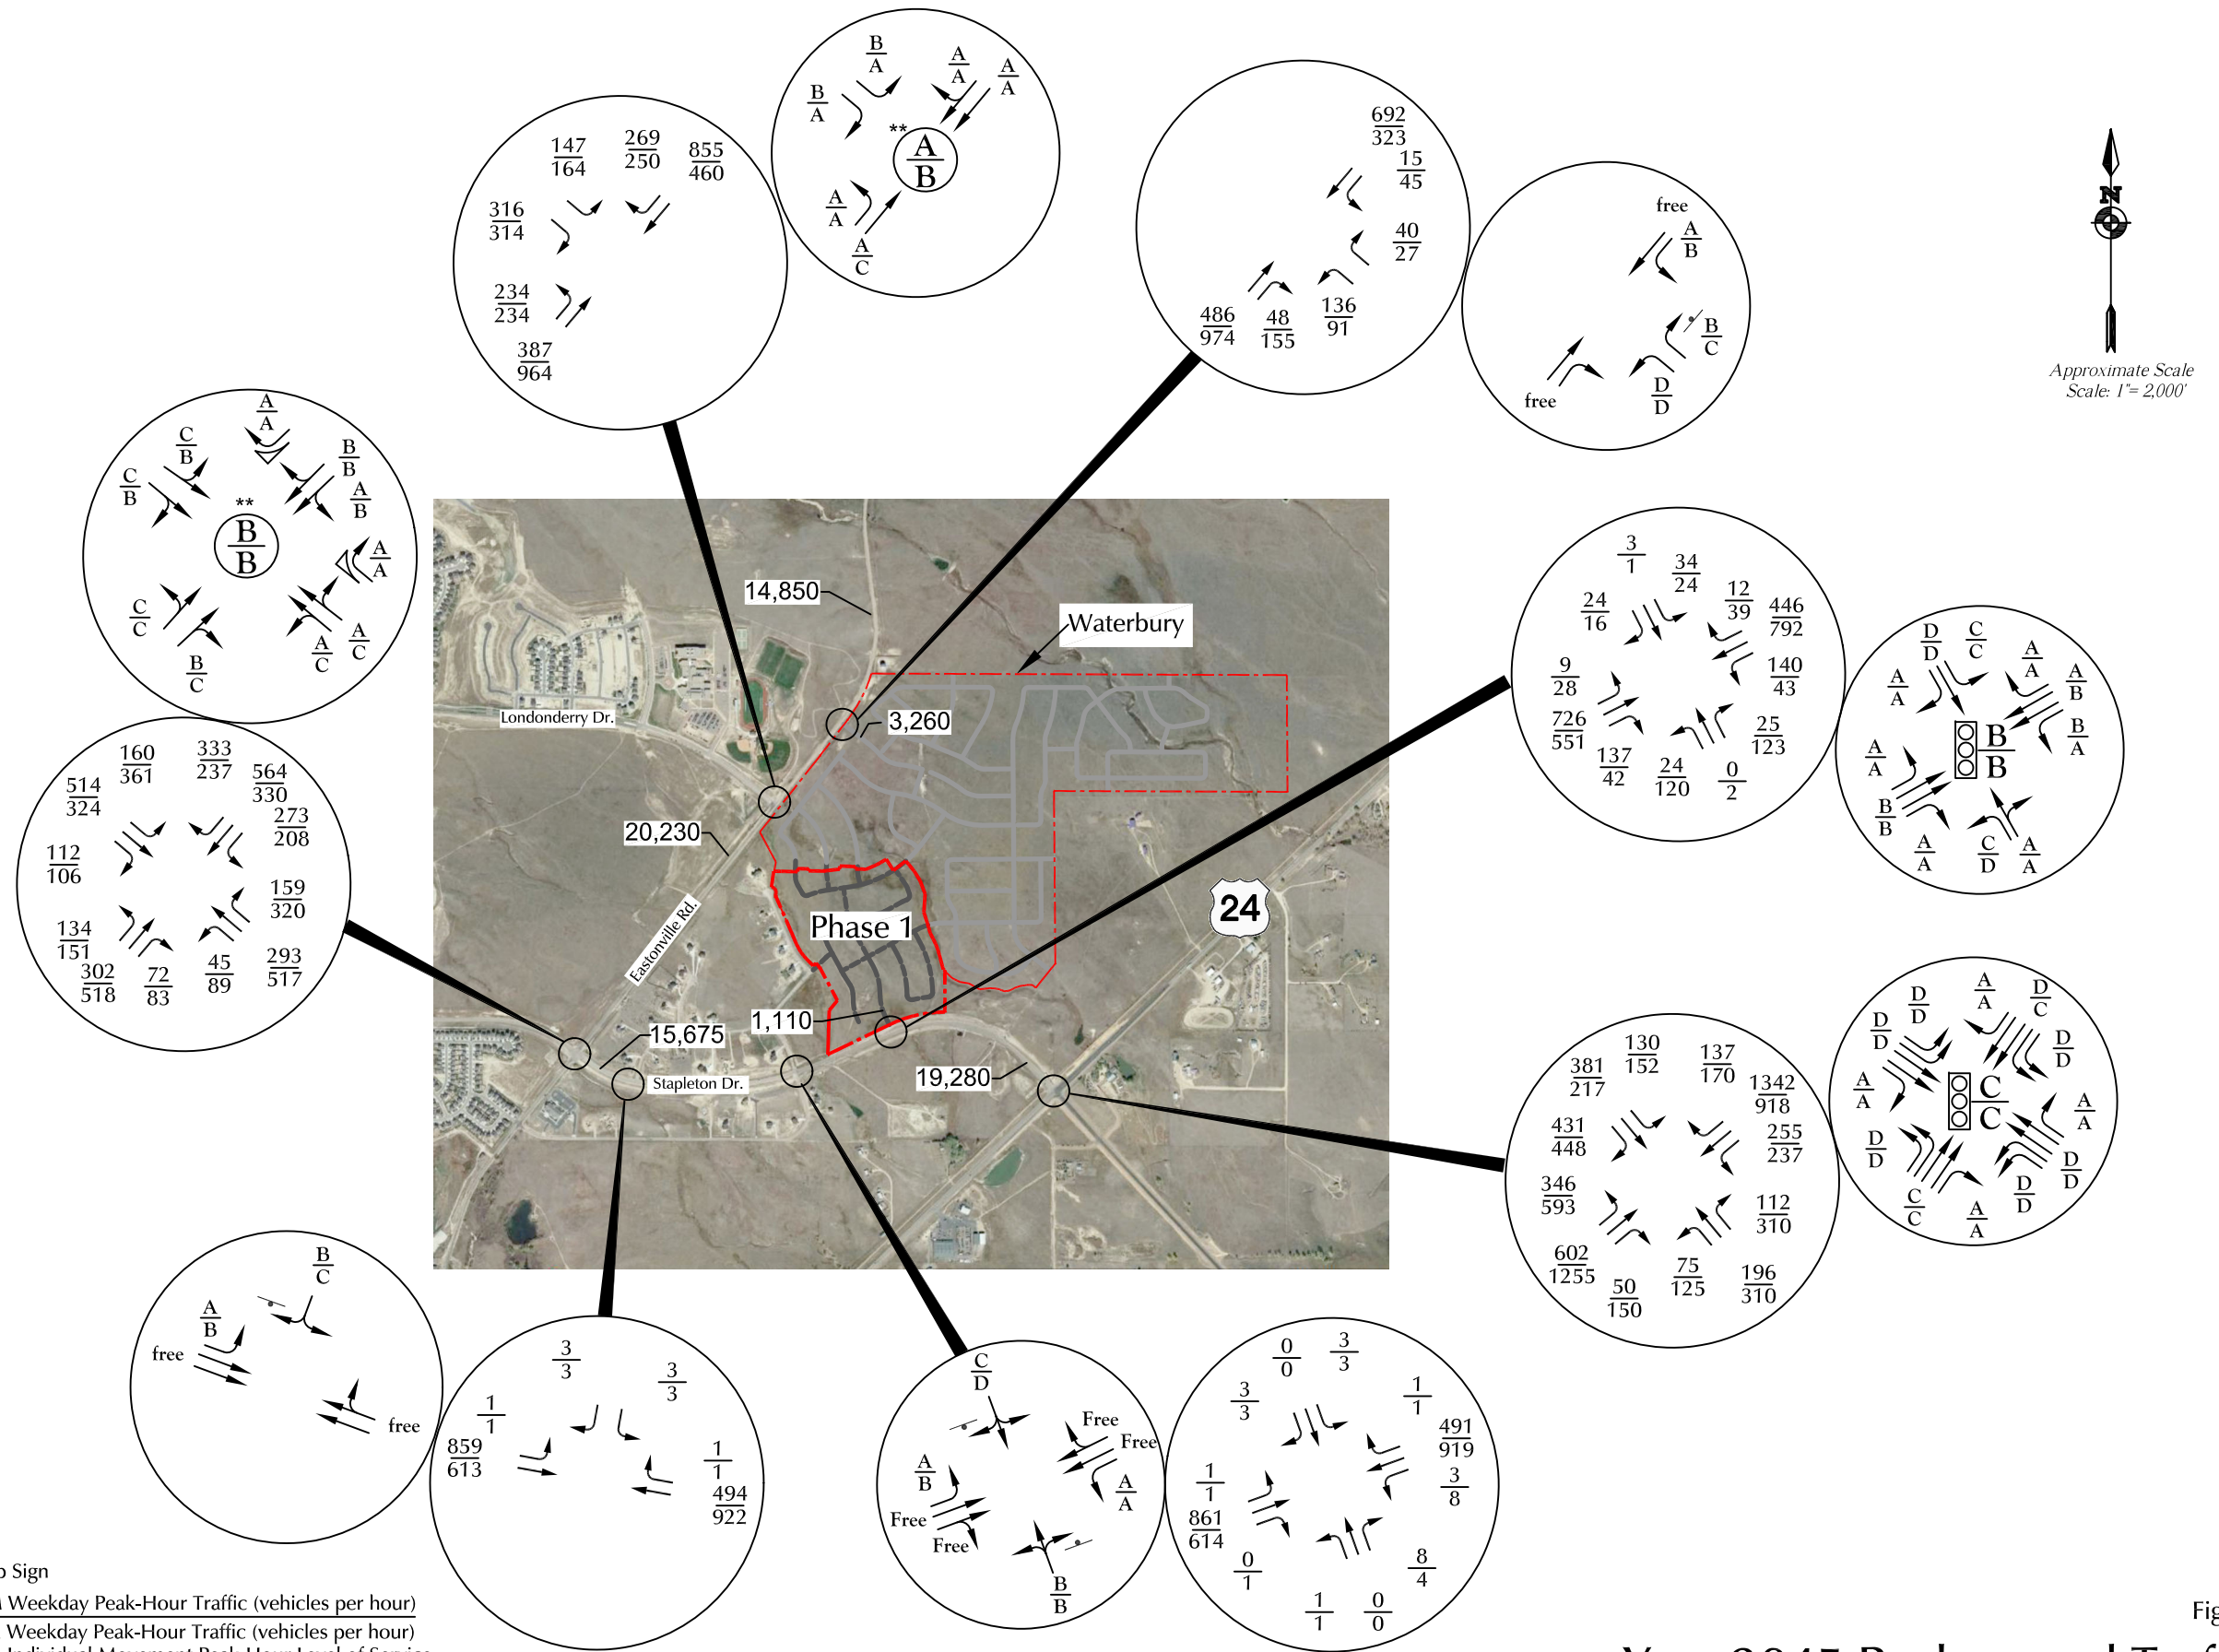 B
A
B
A
A
A
A
A
**
A
B
A
A
A
C
147
164
269
250
855
460
316
314
234
234
387
964
692
323
15
45
40
27
136
91
486
974
48
155
free
A
B
B
C
D
D
free
N
Approximate Scale
Scale: 1"= 2,000'
A
A
C
B
C
B
B
B
A
B
**
B
B
A
A
C
C
B
C
A
C
A
C
160
361
333
237
514
324
564
330
273
208
112
106
159
320
134
151
302
518
72
83
45
89
293
517
14,850
Waterbury
Londonderry Dr.
3,260
20,230
Phase 1
24
Eastonville Rd.
1,110
15,675
Stapleton Dr.
19,280
3
1
34
24
24
16
12
39
446
792
9
28
140
43
726
551
25
123
137
42
24
120
0
2
D
D
C
C
A
A
A
A
A
B
B
A
B
B
A
A
B
B
A
A
C
D
A
A
130
152
137
170
381
217
1342
918
431
448
255
237
346
593
112
310
602
1255
50
150
75
125
196
310
D
D
A
A
D
C
D
D
D
D
A
A
C
C
A
A
D
D
D
D
D
D
C
C
A
A
B
C
A
B
free
free
3
3
3
3
1
1
859
613
1
1
494
922
C
D
Free
Free
A
B
A
A
Free
Free
B
B
0
0
3
3
3
3
1
1
491
919
1
1
3
8
861
614
0
1
8
4
1
1
0
0
Sign
Weekday Peak-Hour Traffic (vehicles per hour)
Weekday Peak-Hour Traffic (vehicles per hour)
Individual Movement Peak-Hour Level of Service
Fig